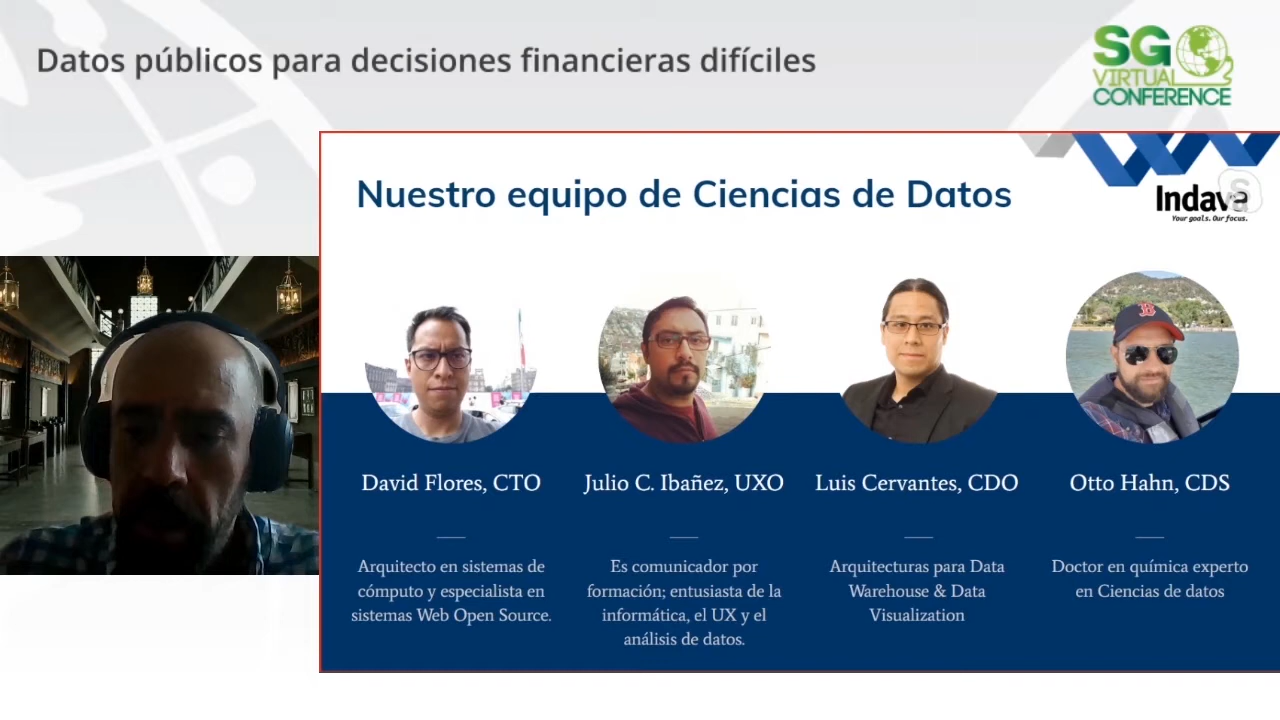 Datos públicos para decisiones financieras difíciles
SG
VIRTUAL
CONFERENCE
Nuestro equipo de Ciencias de Datos
Your goals. Our focus.
David Flores, CTO
Arquitecto en sistemas de
cómputo y especialista en
sistemas Web Open Source.
Julio C. Ibañez, UXO
Es comunicador por
formación; entusiasta de la
informática, el UX y el
análisis de datos.
Luis Cervantes, CDO
Arquitecturas para Data
Warehouse & Data
Visualization
Otto Hahn, CDS
Doctor en química experto
en Ciencias de datos